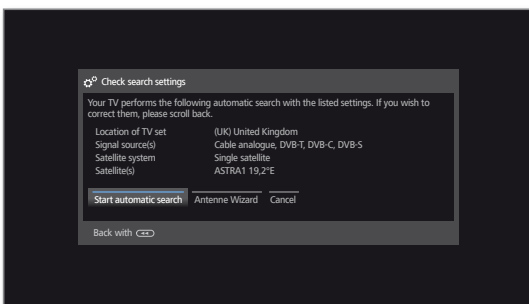 Check search settings
Your TV performs the following automatic search with the listed settings. If you wish to
correct them, please scroll back.
Location of TV set (UK) United Kingdom
Signal source(s) Cable analogue, DVB-T, DVB-C, DVB-S
Satellite system Single satellite
Satellite(s) ASTRA1 19,2°E
Start automatic search Antenne Wizard Cancel
Back with